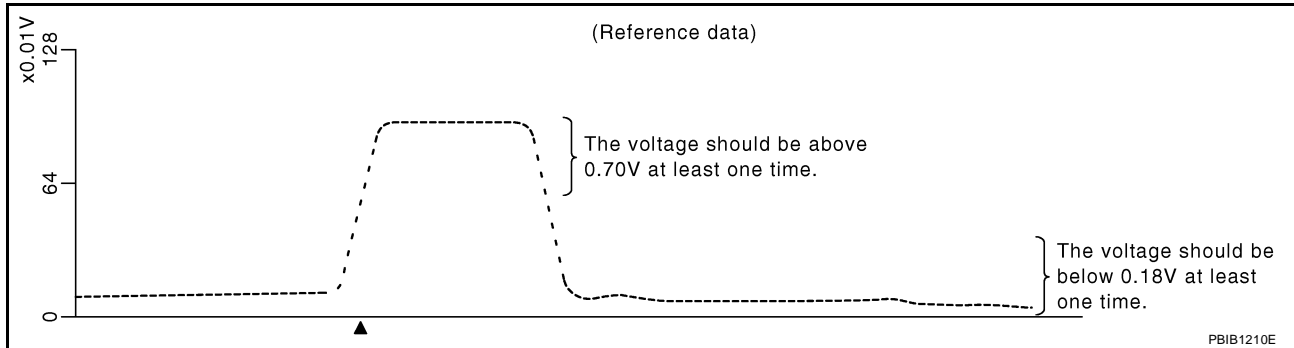 (Reference data)
x0.01V
128
64
0
The voltage should be above
0.70V at least one time.
The voltage should be
below 0.18V at least
one time.
PBIB1210E